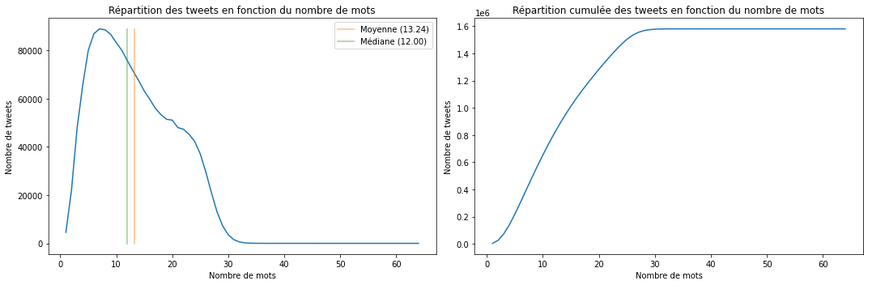 Répartition des tweets en fonction du nombre de mots
Moyenne (13.24)
Médiane (12.00)
80000
60000
40000
20000
0
Nombre de tweets
0 10 20 30 40 50 60
Nombre de mots
Répartition cumulée des tweets en fonction du nombre de mots
1e6
1.6
1.4
1.2
1.0
0.8
0.6
0.4
0.2
0.0
Nombre de tweets
0 10 20 30 40 50 60
Nombre de mots